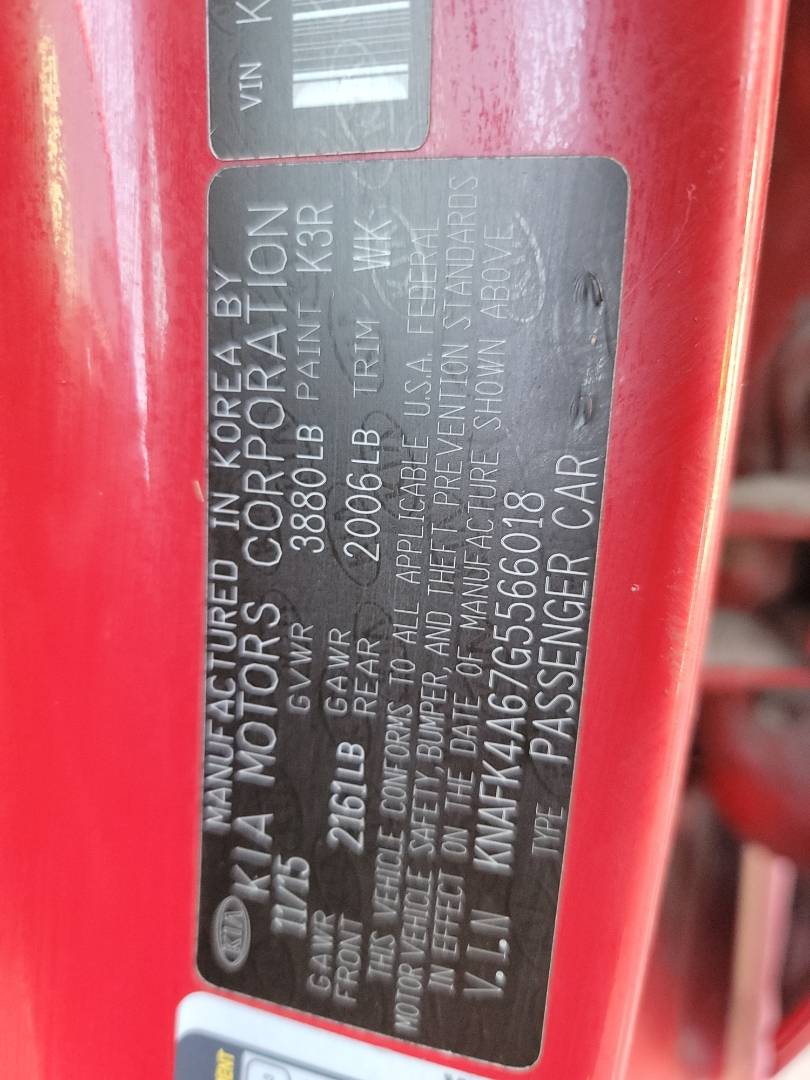 VIN K
MANUFACTURED IN KOREA BY
KIA KIA MOTORS CORPORATION
11/15 GVWR 3880LB PAINT K3R
GAWR FRONT 2161LB GAWR REAR 2006LB TRIM WK
THIS VEHICLE CONFORMS TO ALL APPLICABLE U.S.A. FEDERAL
MOTOR VEHICLE SAFETY, BUMPER, AND THEFT PREVENTION STANDARDS
IN EFFECT ON THE DATE OF MANUFACTURE SHOWN ABOVE
V.I.N KNAFK4A67G5566018
TYPE PASSENGER CAR